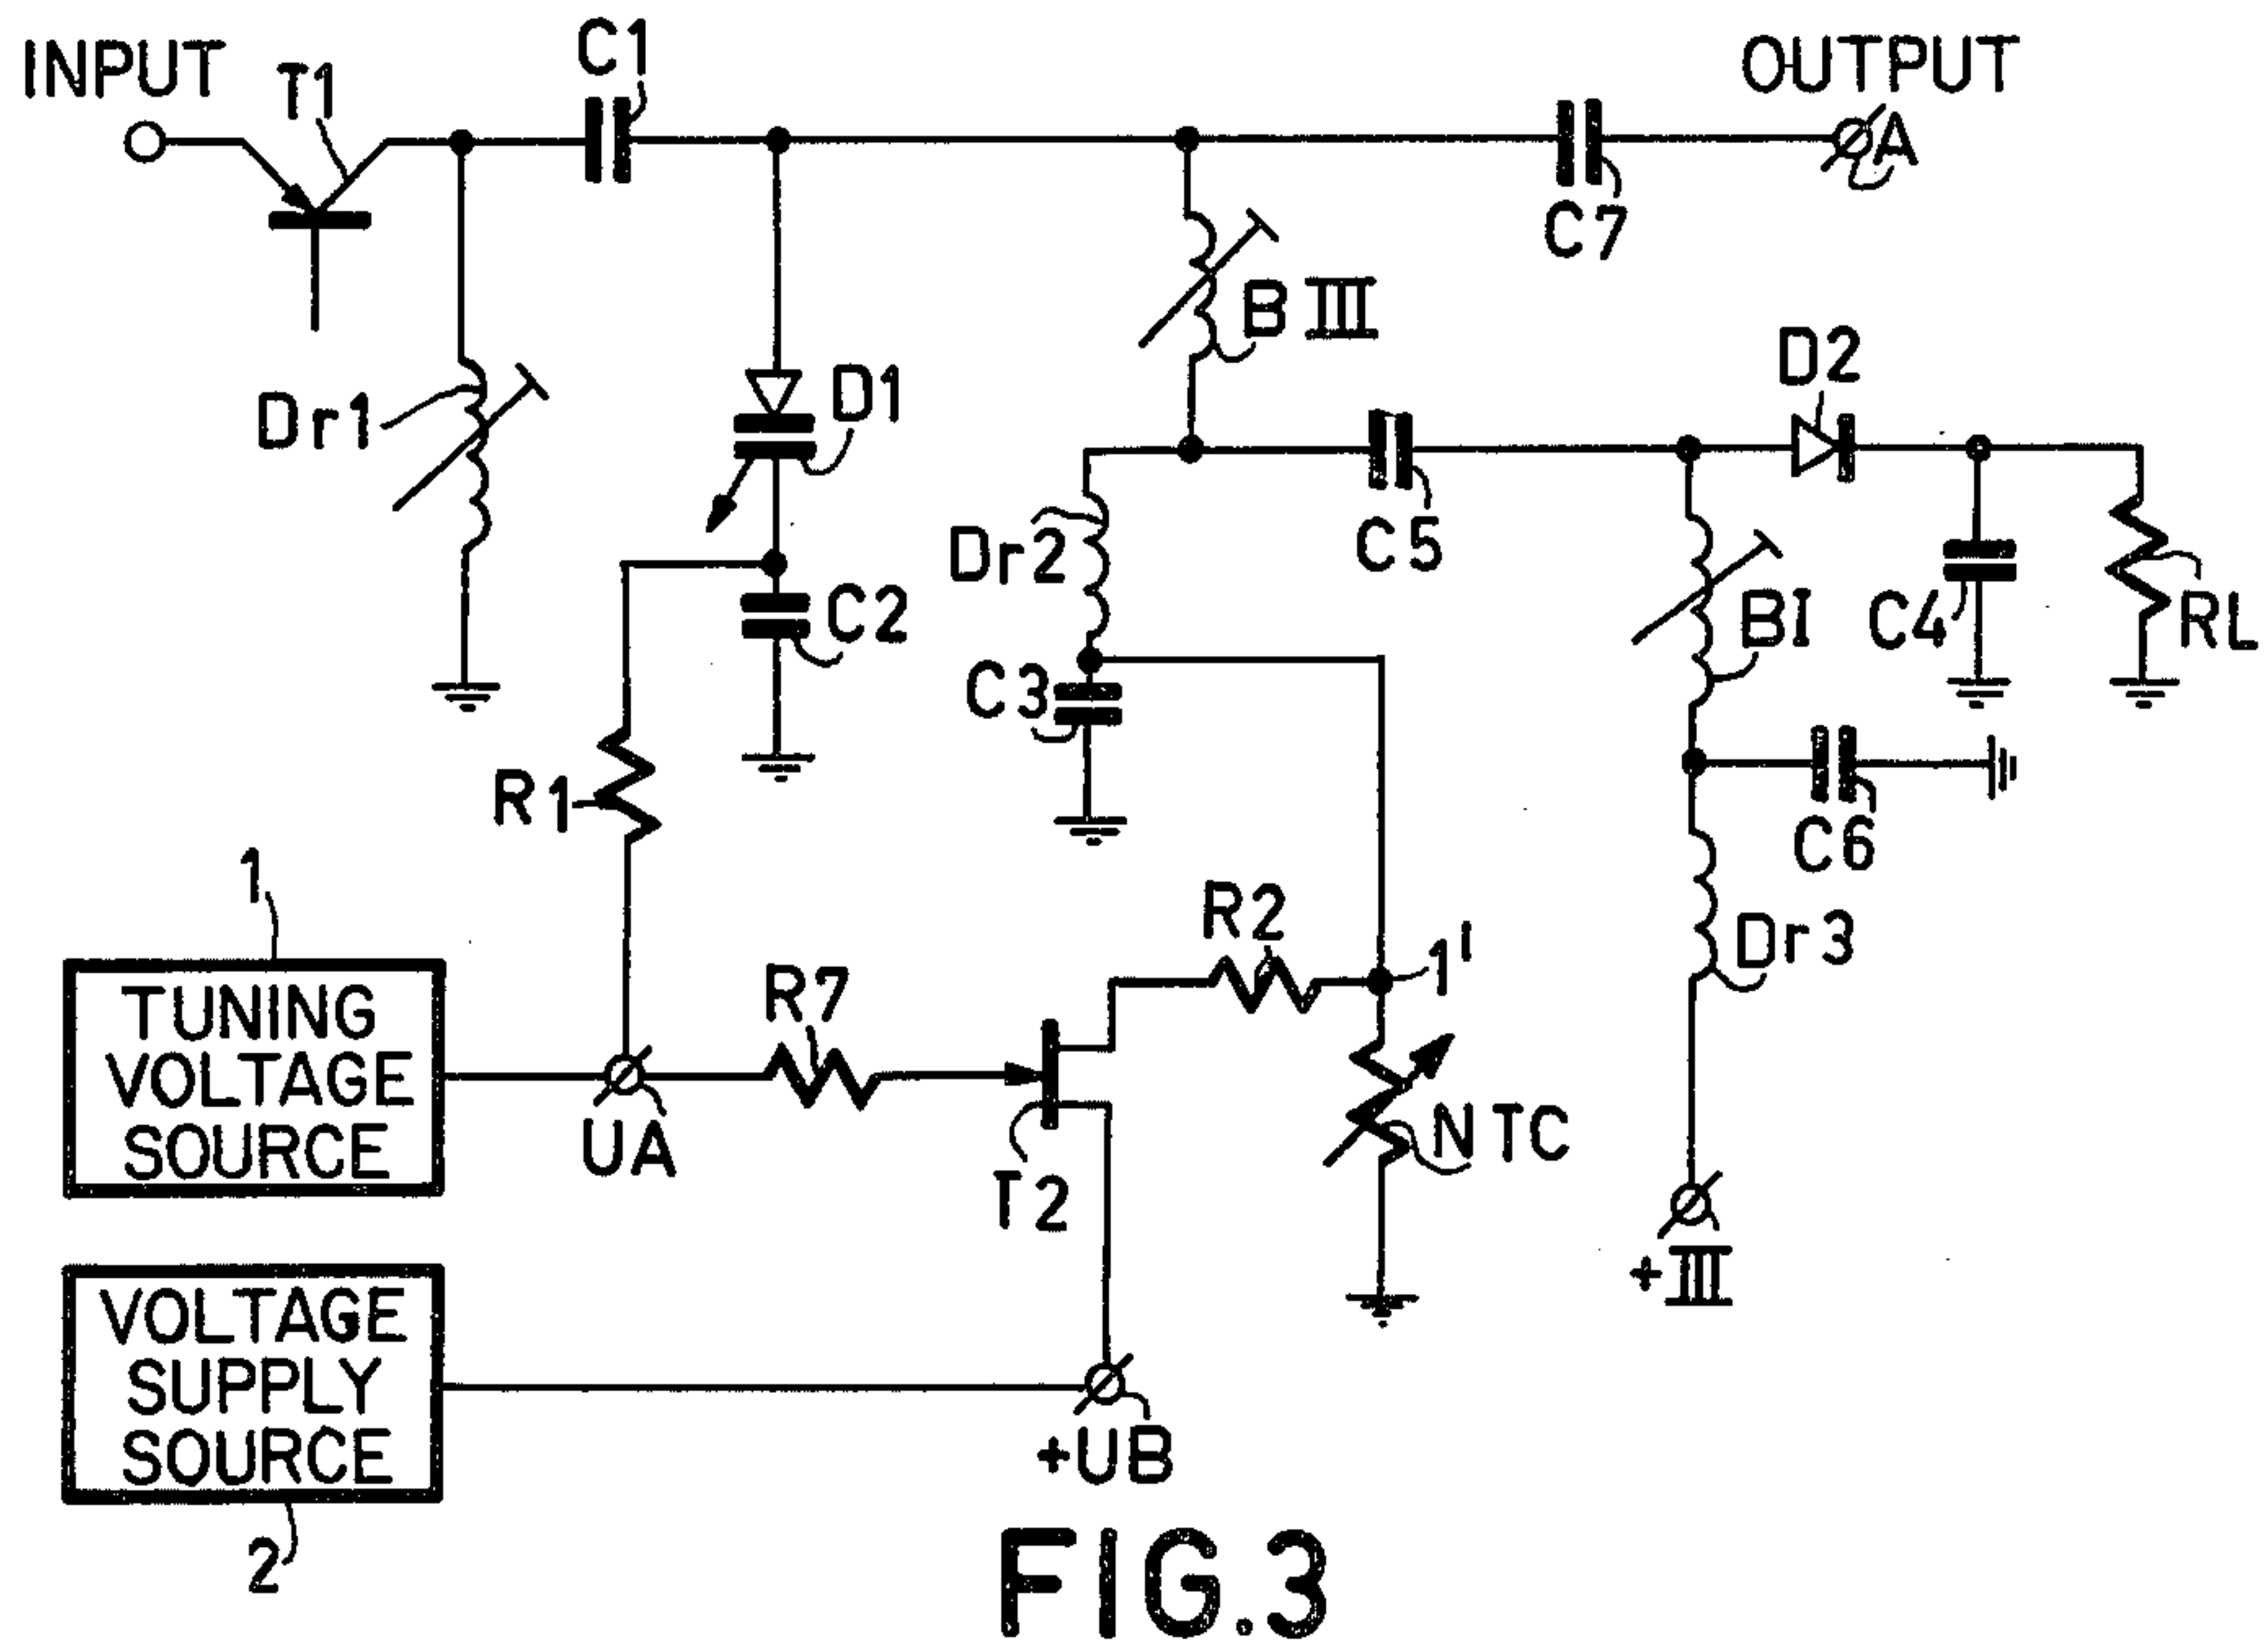 INPUT
T1
C1
OUTPUT
A
C7
B III
Dr1
D1
D2
Dr2
C5
C2
BI
C4
RL
C3
R1
C6
1
R2
1'
Dr3
TUNING
VOLTAGE
SOURCE
R7
UA
T2
NTC
+III
VOLTAGE
SUPPLY
SOURCE
+UB
2
FIG.3